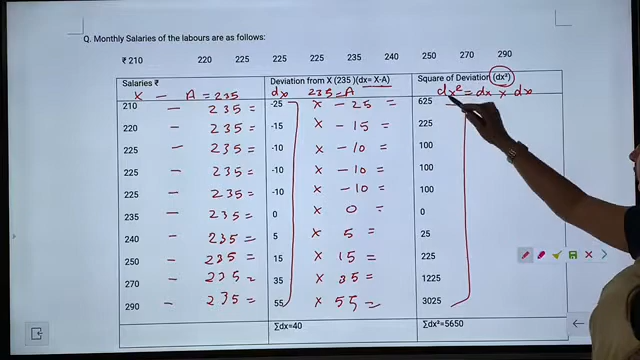 Q. Monthly Salaries of the labours are as follows:
₹ 210 220 225 225 225 235 240 250 270 290
Salaries ₹ Deviation from X (235 )(dx= X-A) Square of Deviation (dx²)
X - A = 235 dx 235 = A dx² = dx x dx
210 - 235 = -25 x - 25 = 625
220 - 235 = -15 x - 15 = 225
225 - 235 = -10 x - 10 = 100
225 - 235 = -10 x - 10 = 100
225 - 235 = -10 x - 10 = 100
235 - 235 = 0 x 0 = 0
240 - 235 = 5 x 5 = 25
250 - 235 = 15 x 15 = 225
270 - 235 = 35 x 35 = 1225
290 - 235 = 55 x 55 = 3025
∑dx=40 ∑dx²=5650